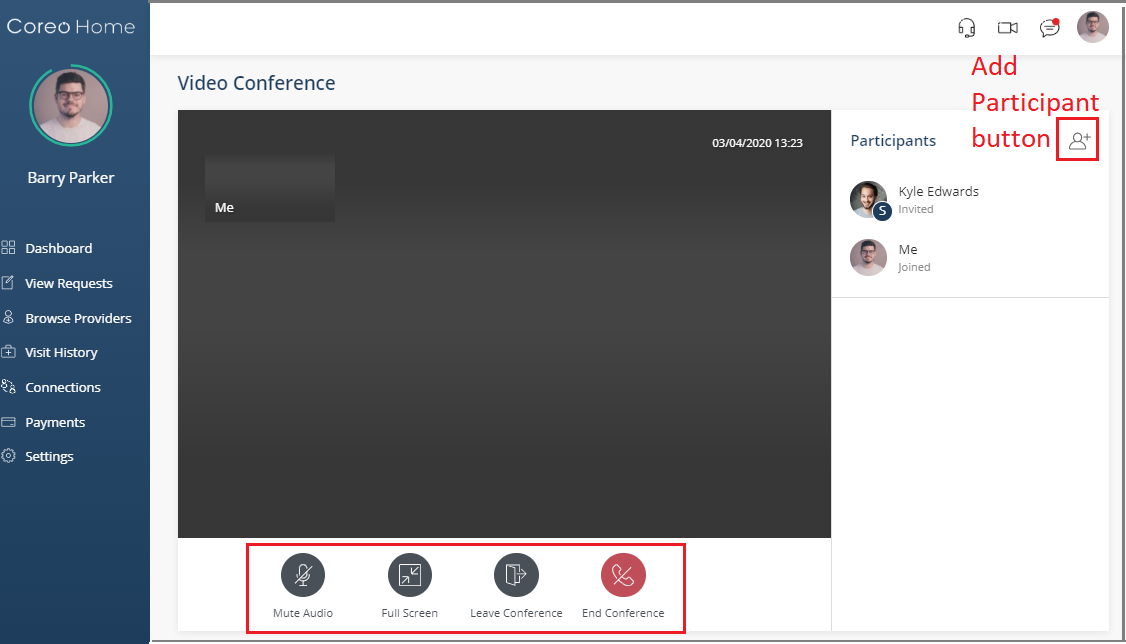 Coreo Home
Barry Parker
Dashboard
View Requests
Browse Providers
Visit History
Connections
Payments
Settings
Video Conference
03/04/2020 13:23
Me
Mute Audio
Full Screen
Leave Conference
End Conference
Add
Participant
button
Participants
Kyle Edwards
S
Invited
Me
Joined